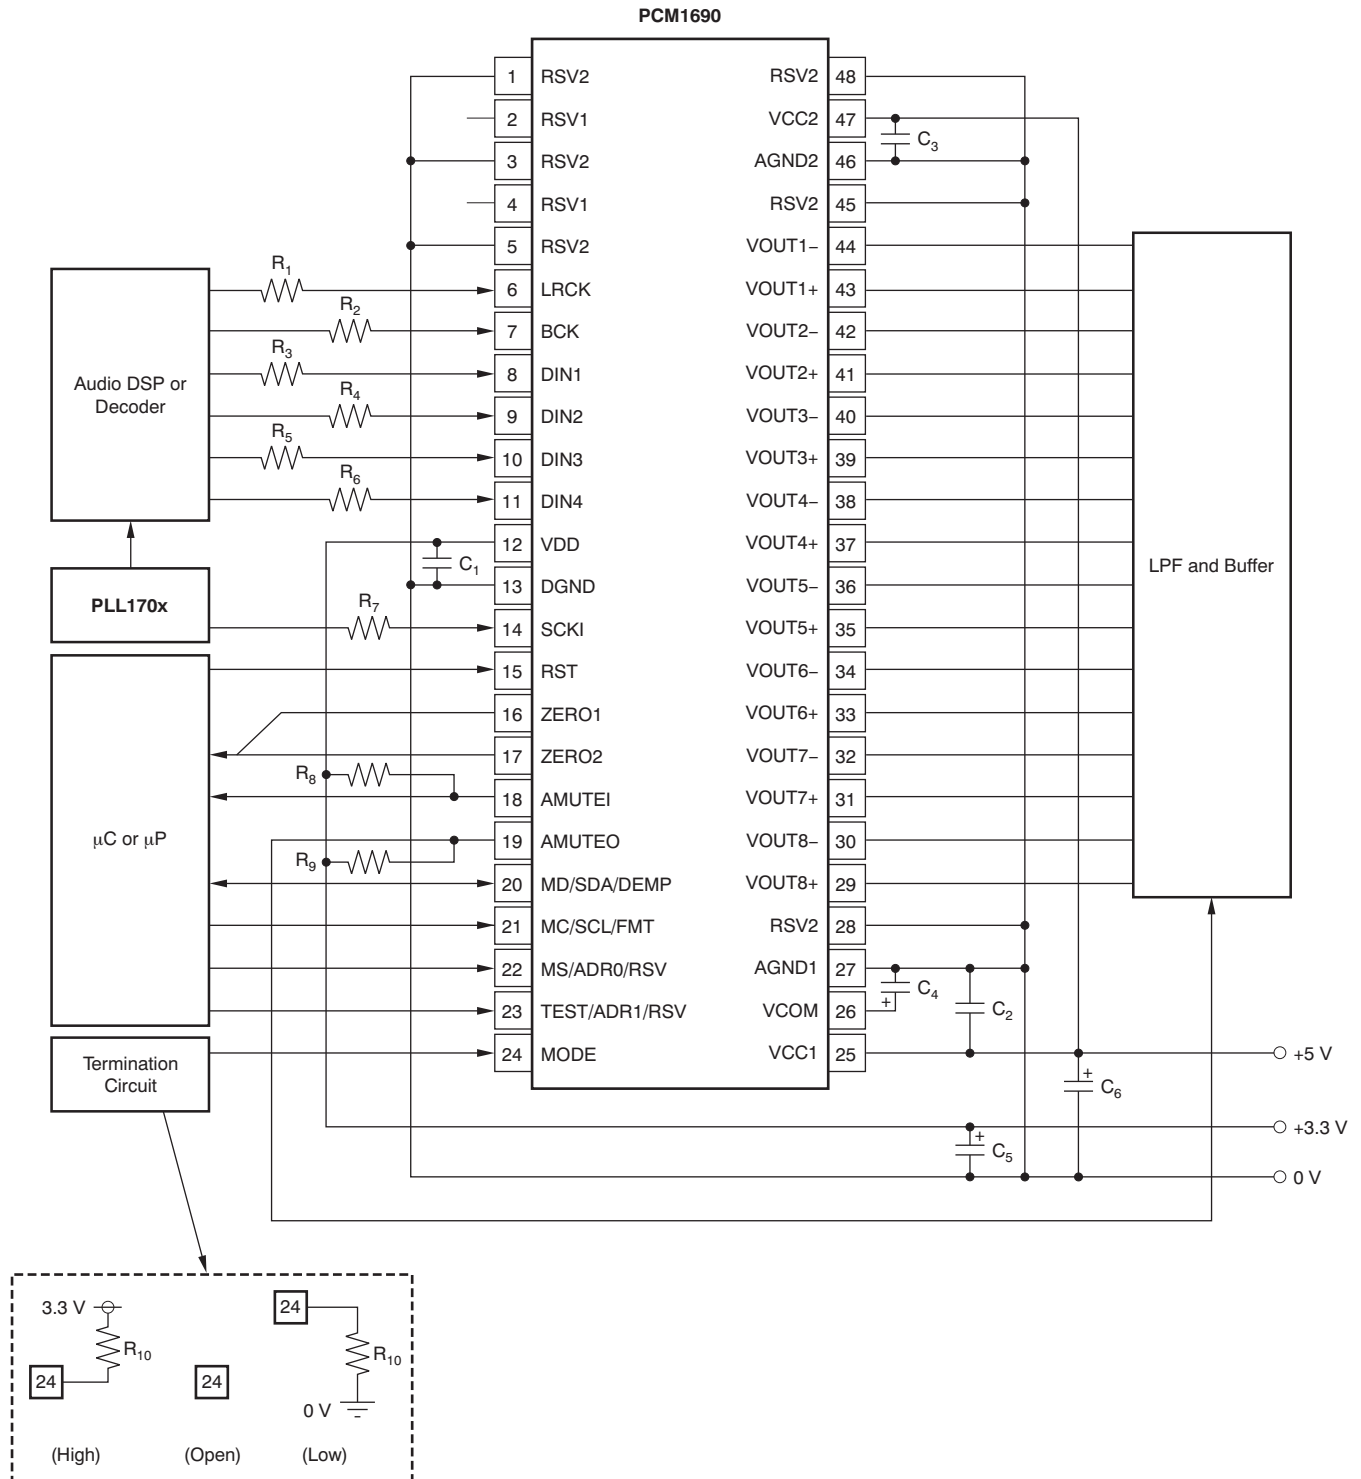 PCM1690
1 RSV2 RSV2 48
2 RSV1 VCC2 47
C3
3 RSV2 AGND2 46
4 RSV1 RSV2 45
5 RSV2 VOUT1− 44
R1
6 LRCK VOUT1+ 43
R2
7 BCK VOUT2− 42
R3
8 DIN1 VOUT2+ 41
Audio DSP or
Decoder
R4
9 DIN2 VOUT3− 40
R5
10 DIN3 VOUT3+ 39
R6
11 DIN4 VOUT4− 38
12 VDD VOUT4+ 37
C1
LPF and Buffer
13 DGND VOUT5− 36
PLL170x
R7
14 SCKI VOUT5+ 35
15 RST VOUT6− 34
16 ZERO1 VOUT6+ 33
17 ZERO2 VOUT7− 32
R8
18 AMUTEI VOUT7+ 31
μC or μP
19 AMUTEO VOUT8− 30
R9
20 MD/SDA/DEMP VOUT8+ 29
21 MC/SCL/FMT RSV2 28
22 MS/ADR0/RSV AGND1 27
C4
+
C2
23 TEST/ADR1/RSV VCOM 26
24 MODE VCC1 25
+5 V
Termination
Circuit
+
C6
+3.3 V
+
C5
0 V
3.3 V
24
R10
R10
24
24
0 V
(High) (Open) (Low)